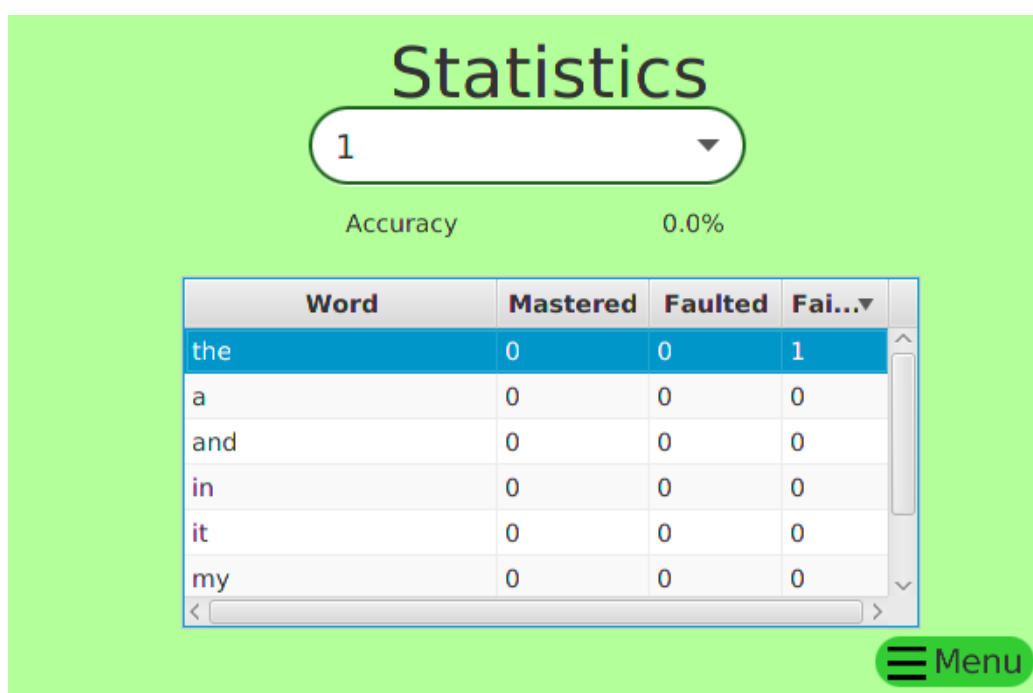 Statistics
1
Accuracy 0.0%
Word Mastered Faulted Fai...
the 0 0 1
a 0 0 0
and 0 0 0
in 0 0 0
it 0 0 0
my 0 0 0
Menu